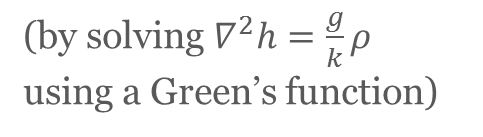 (by solving ∇²h = g/k ρ
using a Green’s function)